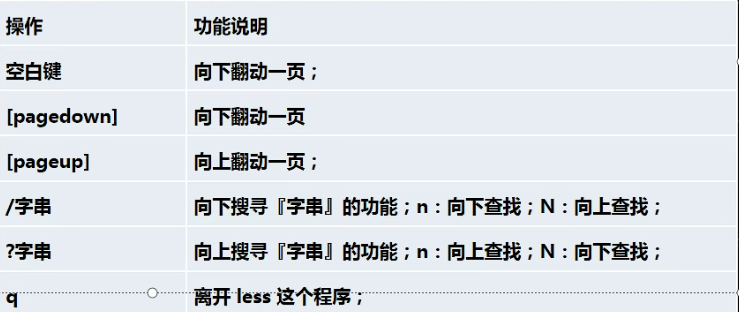 操作 功能说明
空白键 向下翻动一页；
[pagedown] 向下翻动一页
[pageup] 向上翻动一页；
/字串 向下搜寻『字串』的功能；n：向下查找；N：向上查找；
?字串 向上搜寻『字串』的功能；n：向上查找；N：向下查找；
q 离开 less 这个程序；